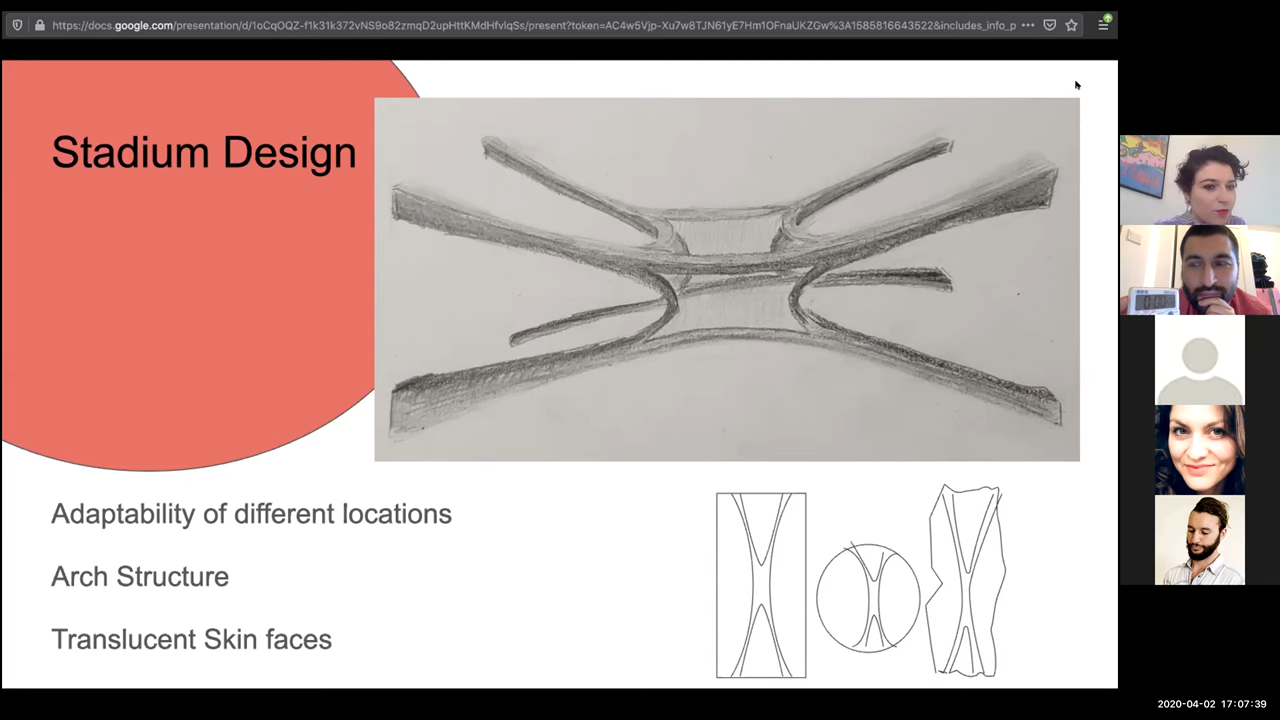 https://docs.google.com/presentation/d/1oCqOQZ-f1k31k372vNS9o82zmqD2upHttKMdHfvlqSs/present?token=AC4w5Vjp-Xu7w8TJN61yE7Hm1OFnaUKZGw%3A1585816643522&includes_info_p
Stadium Design
Adaptability of different locations
Arch Structure
Translucent Skin faces
2020-04-02 17:07:39